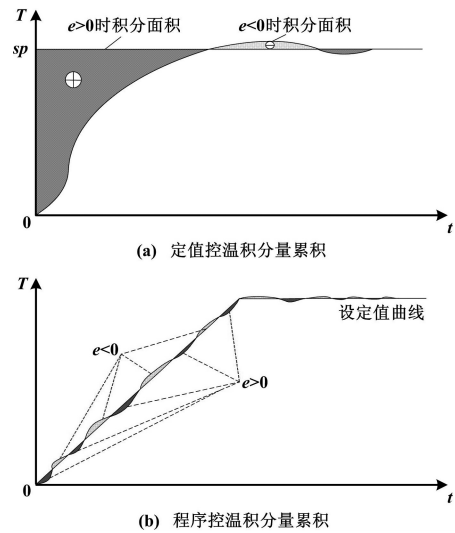 T
e>0时积分面积
e<0时积分面积
sp
⊕
⊖
0
t
(a) 定值控温积分量累积
T
设定值曲线
e<0
e>0
0
t
(b) 程序控温积分量累积